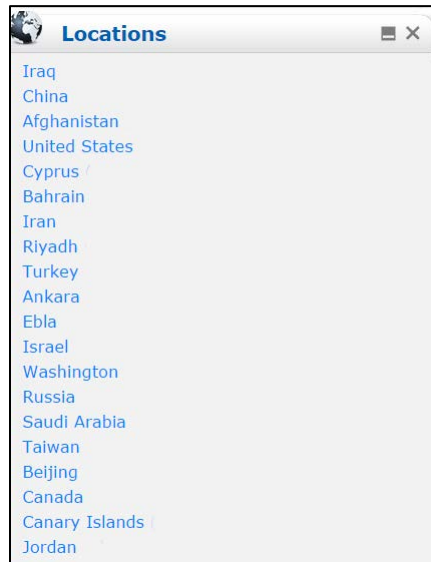 Locations
Iraq
China
Afghanistan
United States
Cyprus
Bahrain
Iran
Riyadh
Turkey
Ankara
Ebla
Israel
Washington
Russia
Saudi Arabia
Taiwan
Beijing
Canada
Canary Islands
Jordan